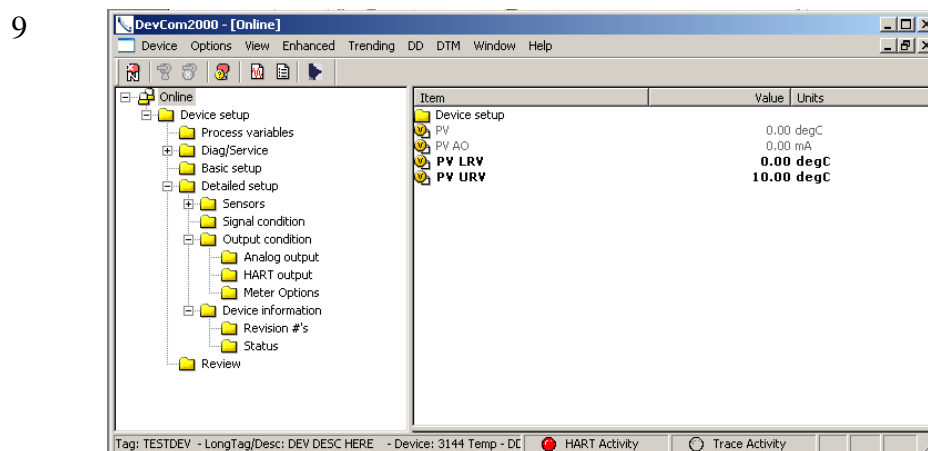 9
DevCom2000 - [Online]
Device Options View Enhanced Trending DD DTM Window Help
Online
Device setup
Process variables
Diag/Service
Basic setup
Detailed setup
Sensors
Signal condition
Output condition
Analog output
HART output
Meter Options
Device information
Revision #'s
Status
Review
Item Value Units
Device setup
PV 0.00 degC
PV AO 0.00 mA
PV LRV 0.00 degC
PV URV 10.00 degC
Tag: TESTDEV - LongTag/Desc: DEV DESC HERE - Device: 3144 Temp - HART Activity Trace Activity